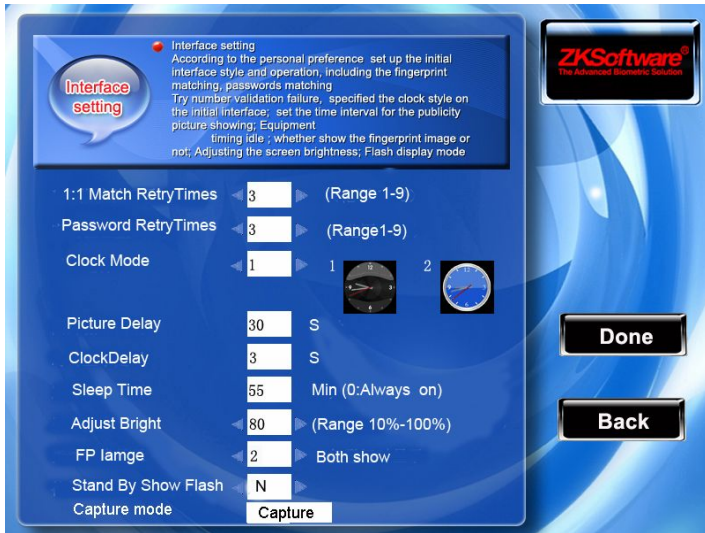 Interface setting
According to the personal preference set up the initial
interface style and operation, including the fingerprint
matching, passwords matching
Try number validation failure, specified the clock style on
the initial interface; set the time interval for the publicity
picture showing; Equipment
timing idle ; whether show the fingerprint image or
not; Adjusting the screen brightness; Flash display mode
Interface
setting
ZKSoftware®
The Advanced Biometric Solution
1:1 Match RetryTimes 3 (Range 1-9)
Password RetryTimes 3 (Range1-9)
Clock Mode 1 1 2
Picture Delay 30 S
ClockDelay 3 S
Sleep Time 55 Min (0:Always on)
Adjust Bright 80 (Range 10%-100%)
FP Iamge 2 Both show
Stand By Show Flash N
Capture mode Capture
Done
Back